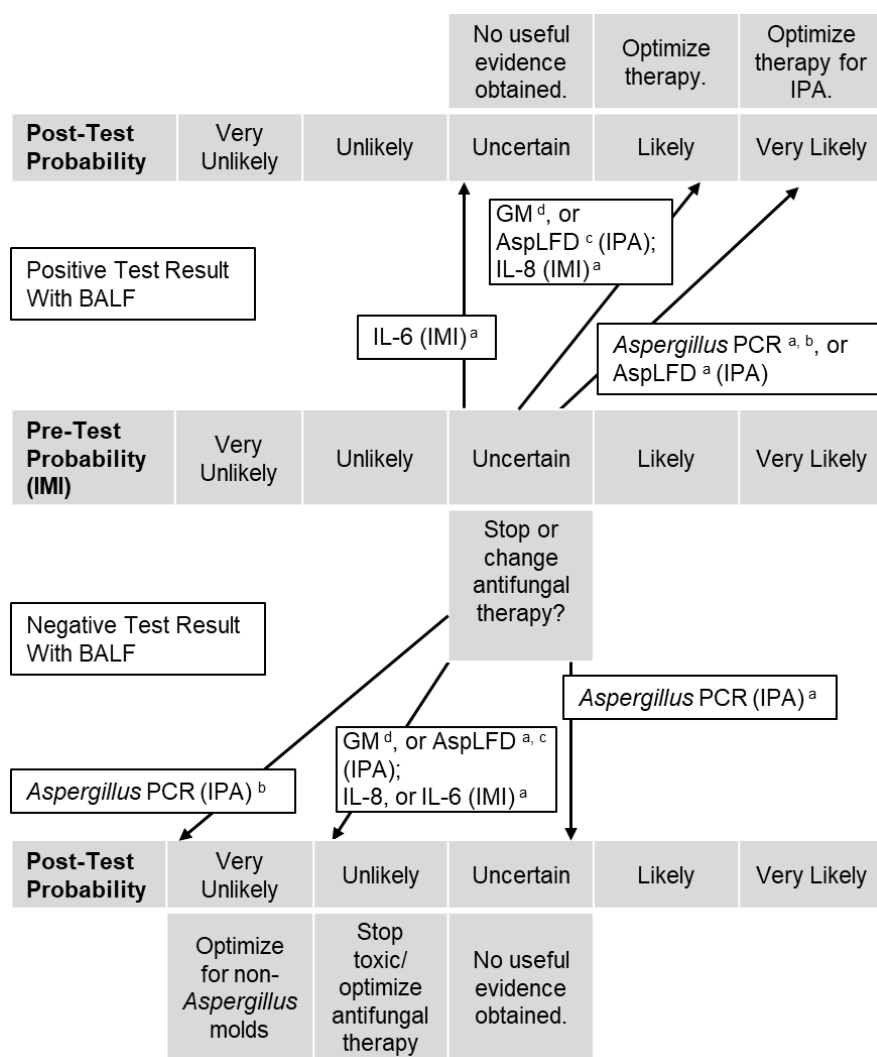 No useful
evidence
obtained.
Optimize
therapy.
Optimize
therapy for
IPA.
Post-Test
Probability
Very
Unlikely
Unlikely
Uncertain
Likely
Very Likely
Positive Test Result
With BALF
GM d, or
AspLFD c (IPA);
IL-8 (IMI) a
IL-6 (IMI) a
Aspergillus PCR a, b, or
AspLFD a (IPA)
Pre-Test
Probability
(IMI)
Very
Unlikely
Unlikely
Uncertain
Likely
Very Likely
Stop or
change
antifungal
therapy?
Negative Test Result
With BALF
Aspergillus PCR (IPA) a
GM d, or AspLFD a, c
(IPA);
IL-8, or IL-6 (IMI) a
Aspergillus PCR (IPA) b
Post-Test
Probability
Very
Unlikely
Unlikely
Uncertain
Likely
Very Likely
Optimize
for non-
Aspergillus
molds
Stop
toxic/
optimize
antifungal
therapy
No useful
evidence
obtained.